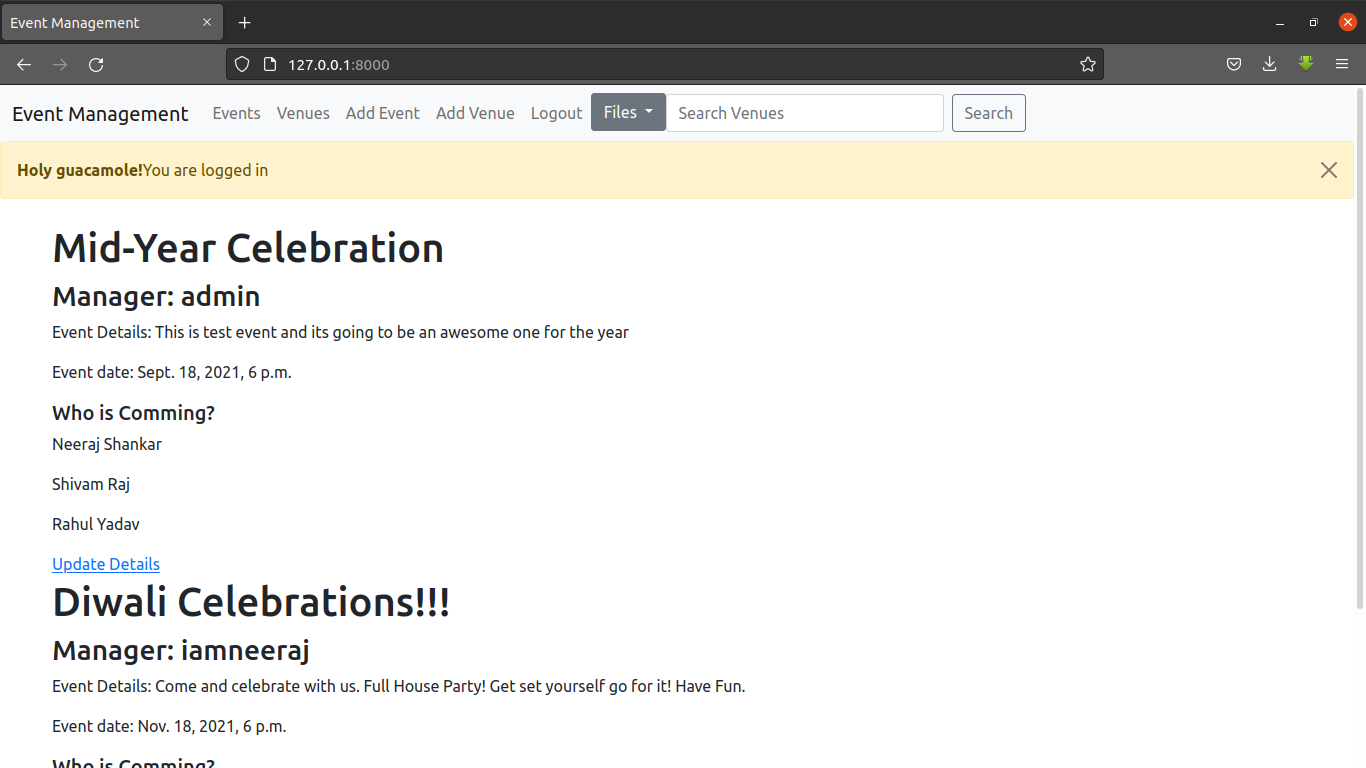 Event Management
127.0.0.1:8000
Event Management Events Venues Add Event Add Venue Logout Files Search Venues Search
Holy guacamole!You are logged in
Mid-Year Celebration
Manager: admin
Event Details: This is test event and its going to be an awesome one for the year
Event date: Sept. 18, 2021, 6 p.m.
Who is Comming?
Neeraj Shankar
Shivam Raj
Rahul Yadav
Update Details
Diwali Celebrations!!!
Manager: iamneeraj
Event Details: Come and celebrate with us. Full House Party! Get set yourself go for it! Have Fun.
Event date: Nov. 18, 2021, 6 p.m.
Who is Comming?